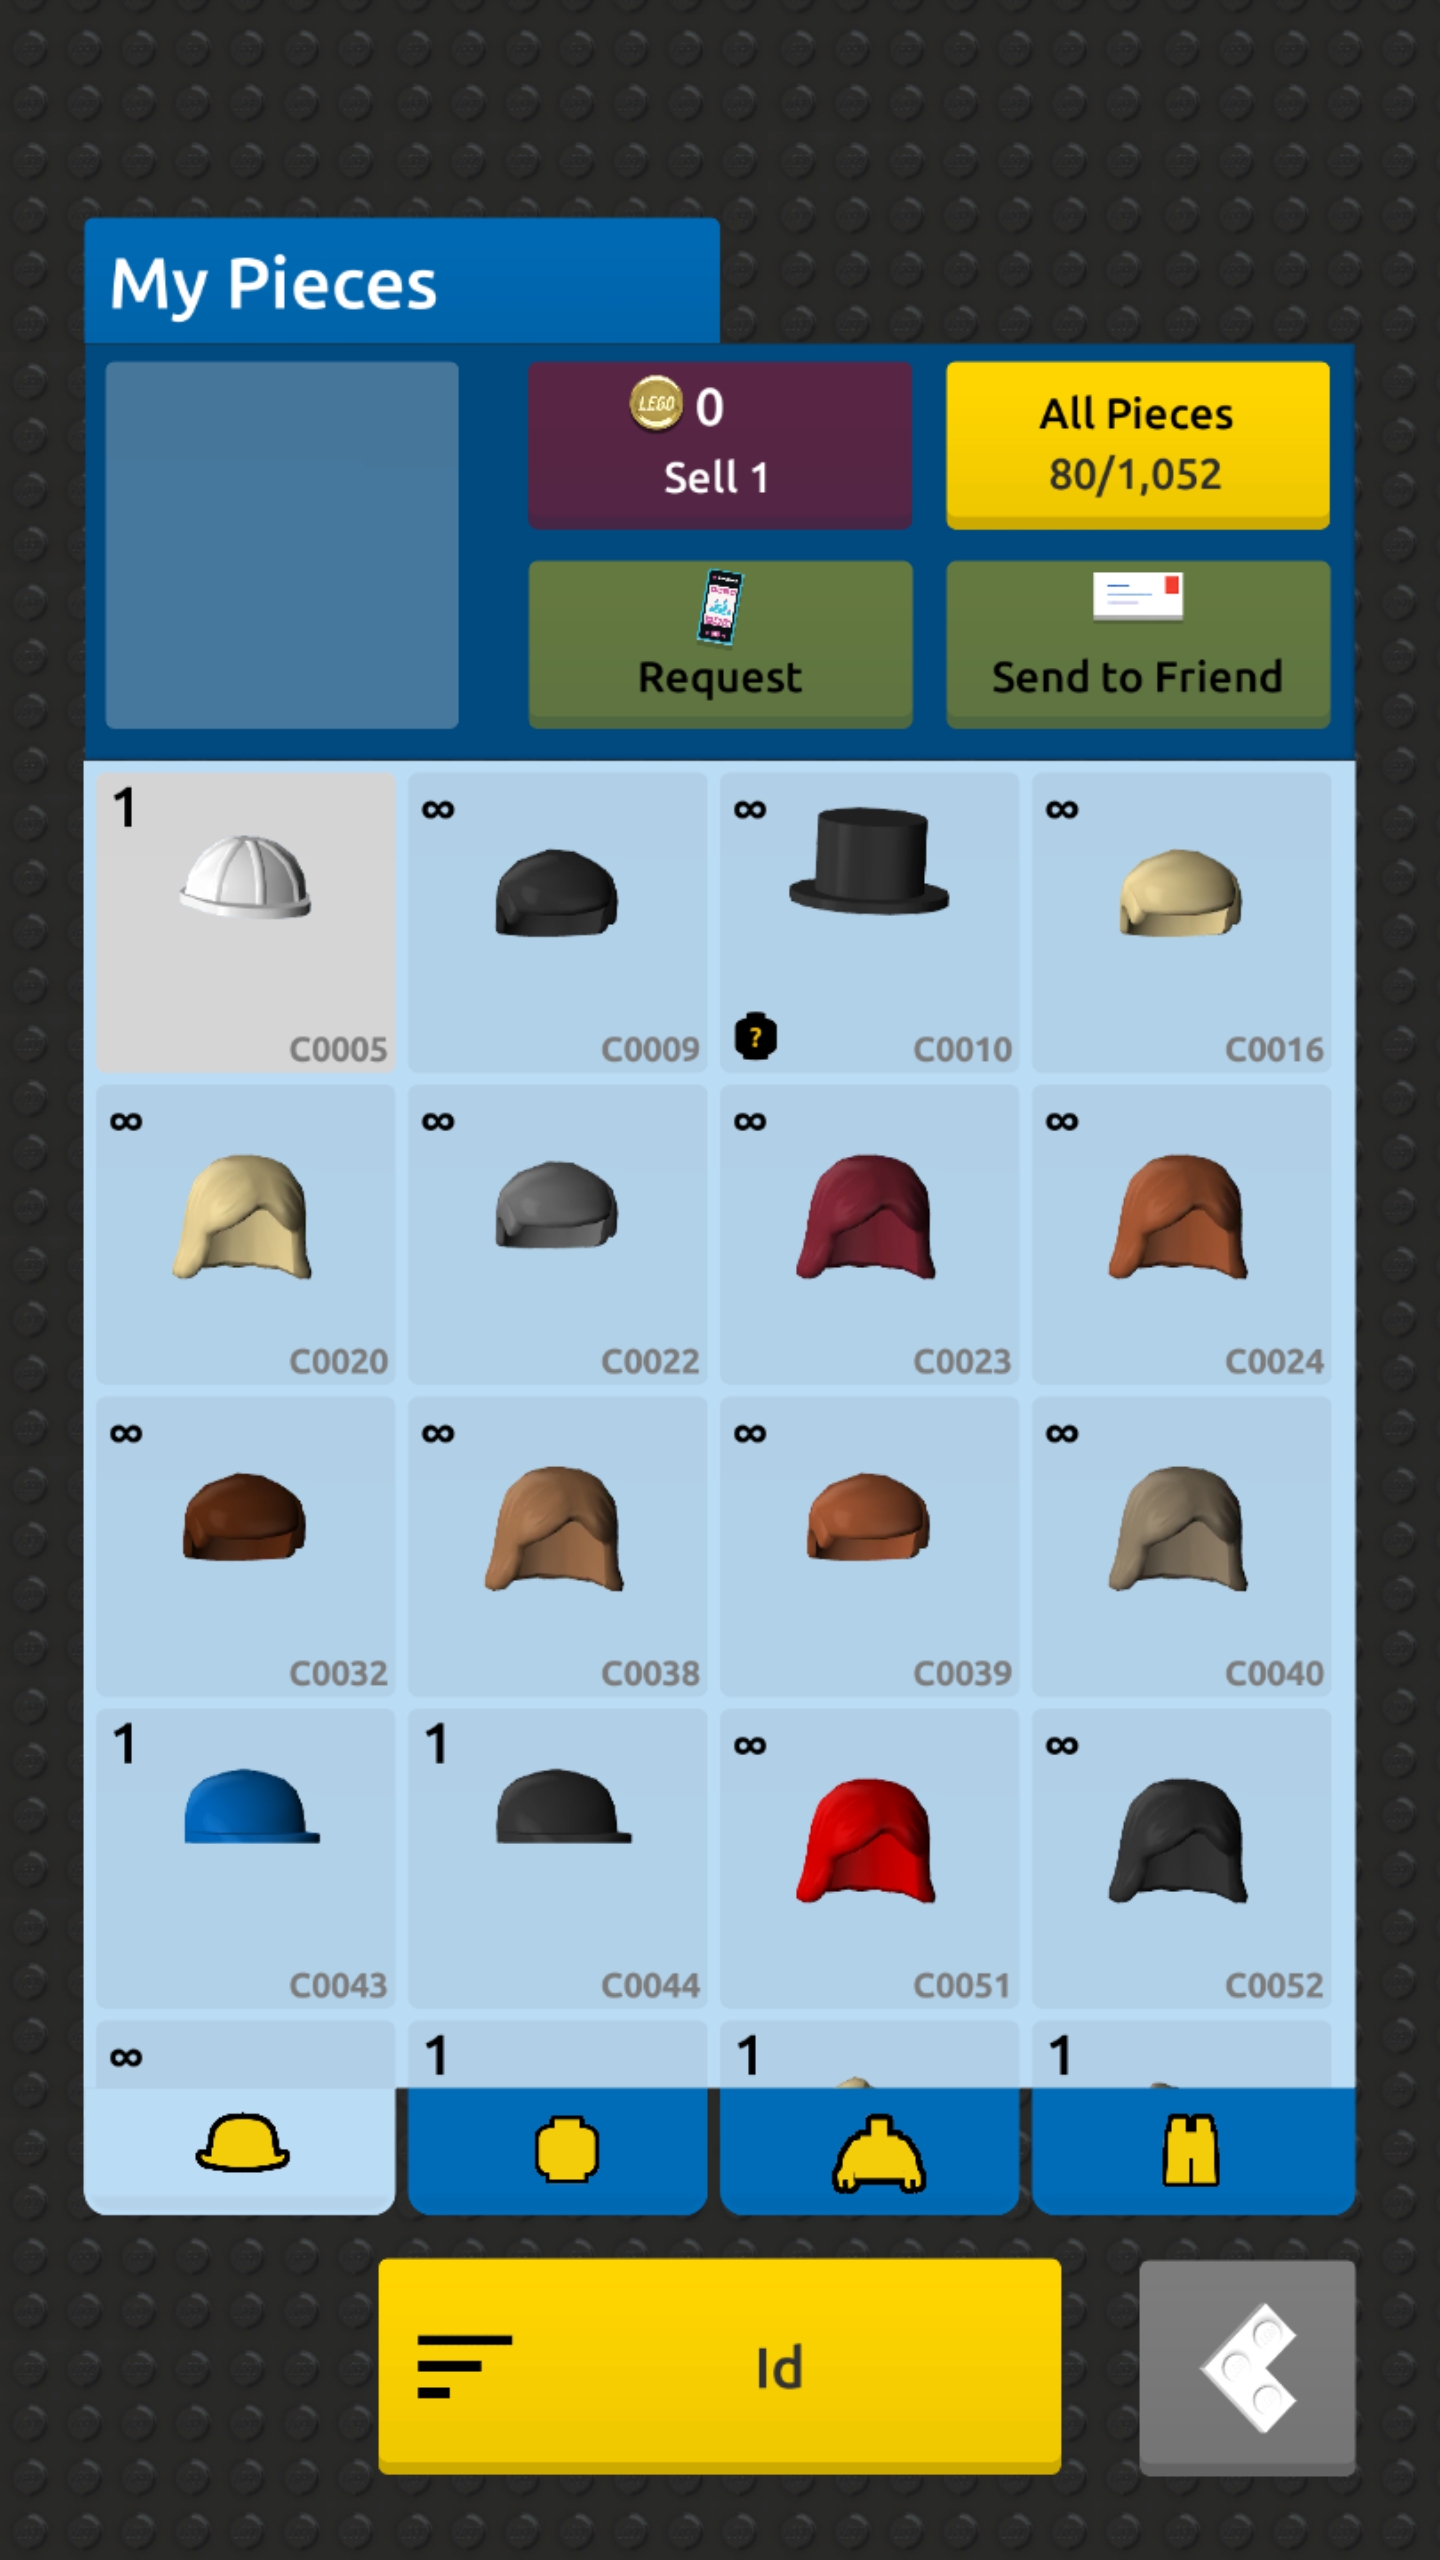 My Pieces
LEGO 0
Sell 1
All Pieces
80/1,052
Request
Send to Friend
1
∞
∞
∞
C0005
C0009
?
C0010
C0016
∞
∞
∞
∞
C0020
C0022
C0023
C0024
∞
∞
∞
∞
C0032
C0038
C0039
C0040
1
1
∞
∞
C0043
C0044
C0051
C0052
∞
1
1
1
Id